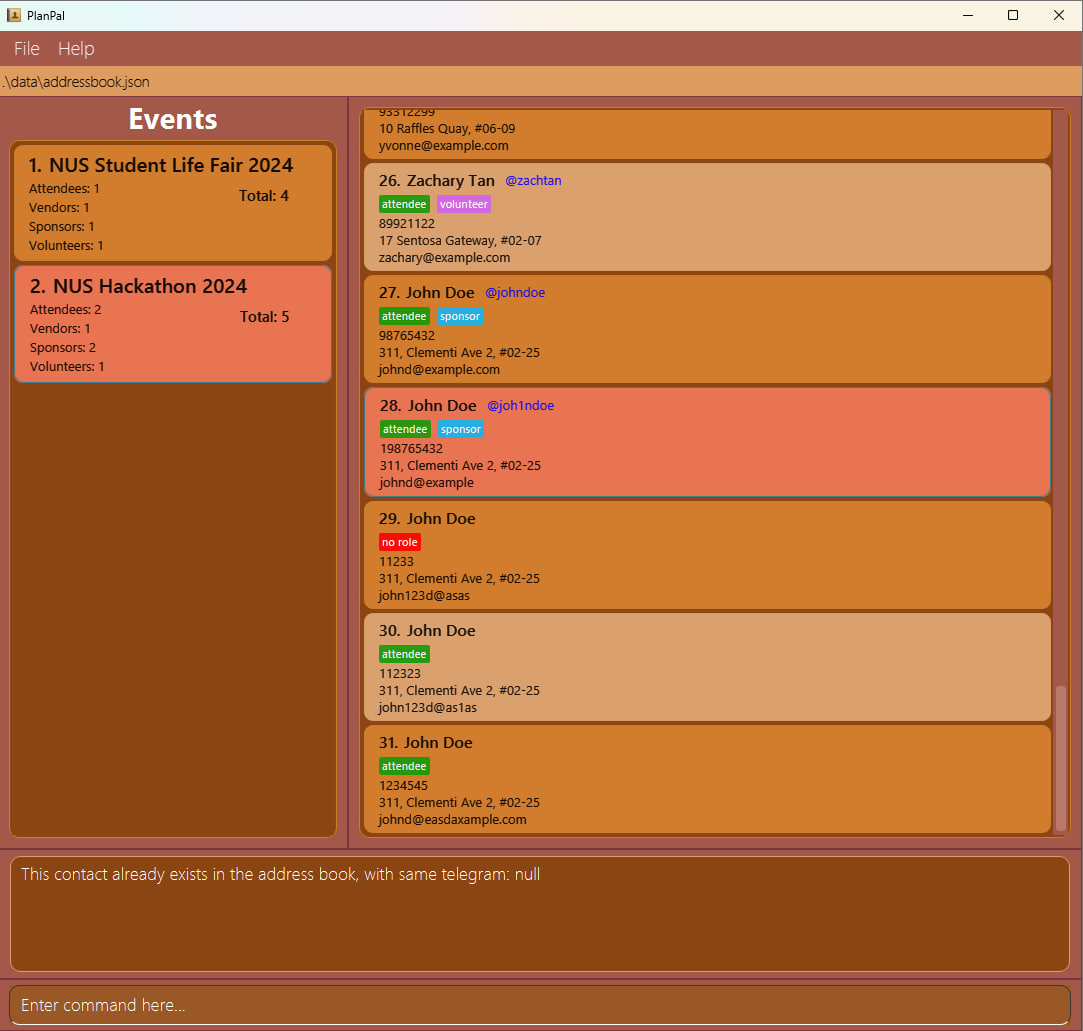 PlanPal
File Help
.\data\addressbook.json
Events
1. NUS Student Life Fair 2024
Attendees: 1
Total: 4
Vendors: 1
Sponsors: 1
Volunteers: 1
2. NUS Hackathon 2024
Attendees: 2
Total: 5
Vendors: 1
Sponsors: 2
Volunteers: 1
93312299
10 Raffles Quay, #06-09
yvonne@example.com
26. Zachary Tan @zachtan
attendee volunteer
89921122
17 Sentosa Gateway, #02-07
zachary@example.com
27. John Doe @johndoe
attendee sponsor
98765432
311, Clementi Ave 2, #02-25
johnd@example.com
28. John Doe @joh1ndoe
attendee sponsor
198765432
311, Clementi Ave 2, #02-25
johnd@example
29. John Doe
no role
11233
311, Clementi Ave 2, #02-25
john123d@asas
30. John Doe
attendee
112323
311, Clementi Ave 2, #02-25
john123d@as1as
31. John Doe
attendee
1234545
311, Clementi Ave 2, #02-25
johnd@easdaxample.com
This contact already exists in the address book, with same telegram: null
Enter command here...